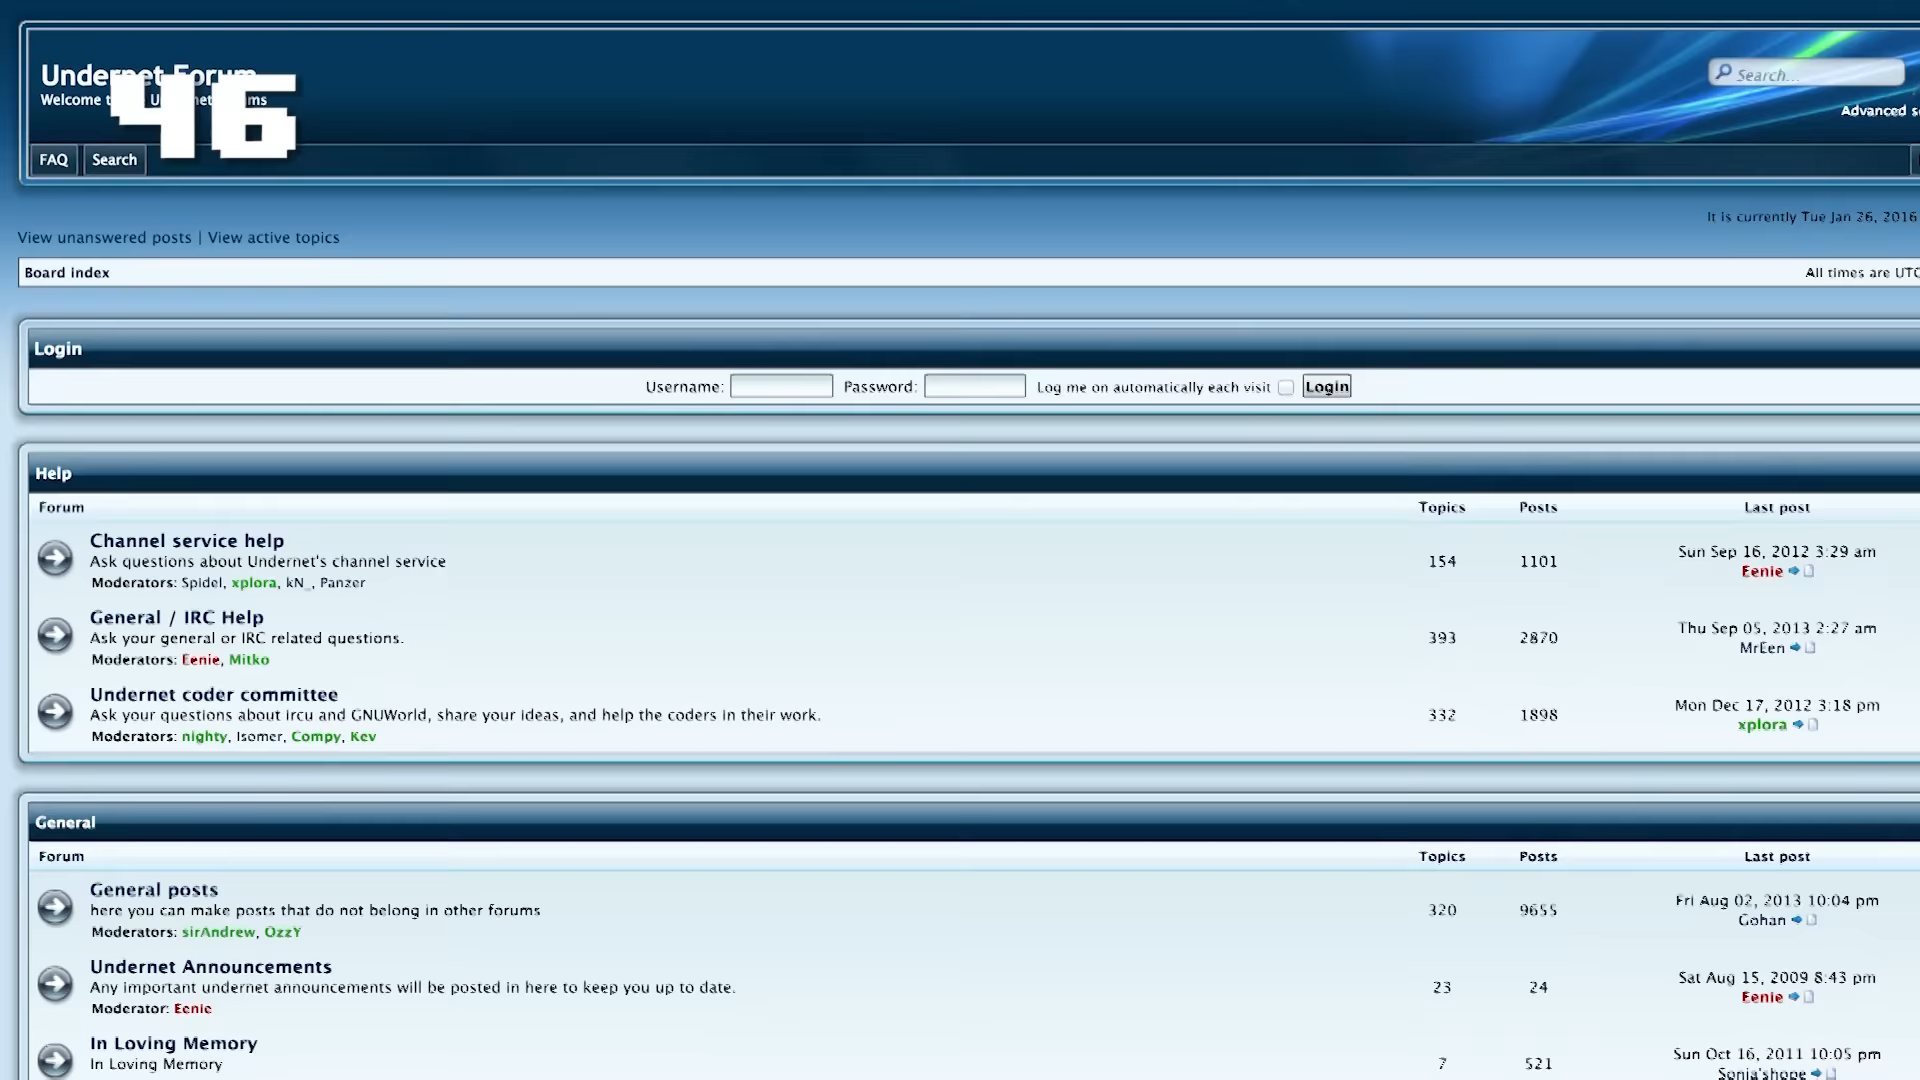 Undernet Forum
Welcome t U net ms
46
Search...
Advanced
FAQ
Search
It is currently Tue Jan 26, 2016
View unanswered posts | View active topics
Board index
All times are UTC
Login
Username:
Password:
Log me on automatically each visit
Login
Help
Forum
Topics
Posts
Last post
Channel service help
Ask questions about Undernet's channel service
Moderators: Spidel, xplora, kN_, Panzer
154
1101
Sun Sep 16, 2012 3:29 am
Eenie
General / IRC Help
Ask your general or IRC related questions.
Moderators: Eenie, Mitko
393
2870
Thu Sep 05, 2013 2:27 am
MrEen
Undernet coder committee
Ask your questions about ircu and GNUWorld, share your ideas, and help the coders in their work.
Moderators: nighty, Isomer, Compy, Kev
332
1898
Mon Dec 17, 2012 3:18 pm
xplora
General
Forum
Topics
Posts
Last post
General posts
here you can make posts that do not belong in other forums
Moderators: sirAndrew, OzzY
320
9655
Fri Aug 02, 2013 10:04 pm
Gohan
Undernet Announcements
Any important undernet announcements will be posted in here to keep you up to date.
Moderator: Eenie
23
24
Sat Aug 15, 2009 8:43 pm
Eenie
In Loving Memory
In Loving Memory
7
521
Sun Oct 16, 2011 10:05 pm
Sonia'shope